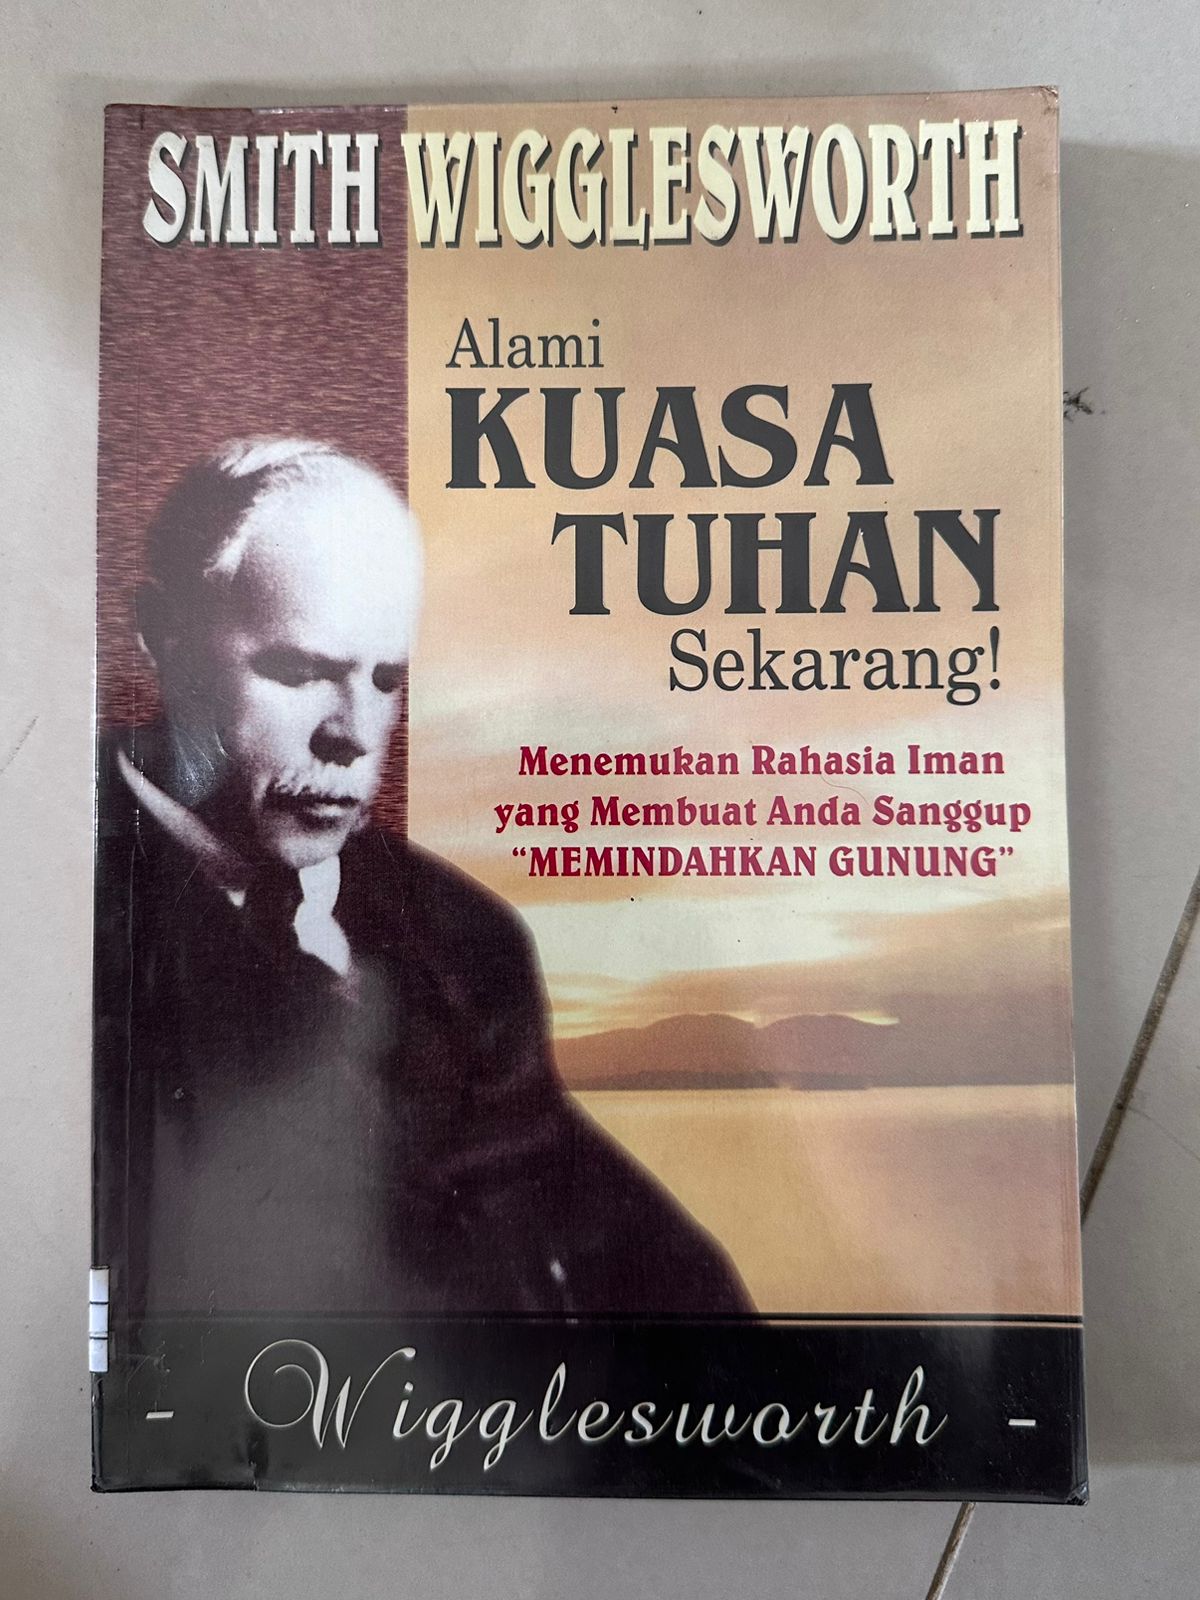 SMITH WIGGLESWORTH
Alami
KUASA
TUHAN
Sekarang!
Menemukan Rahasia Iman
yang Membuat Anda Sanggup
“MEMINDAHKAN GUNUNG”
- Wigglesworth -